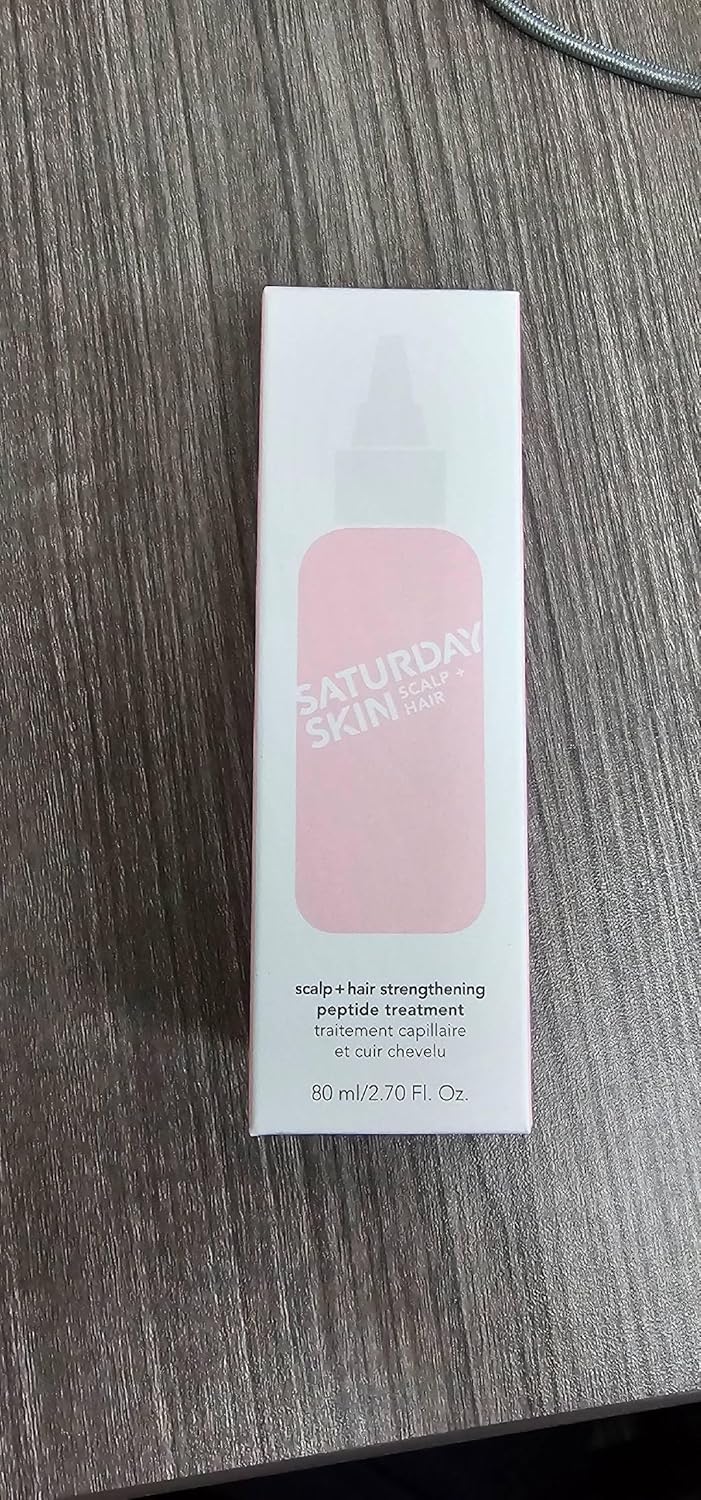 SATURDAY
SKIN SCALP +
HAIR
scalp+hair strengthening
peptide treatment
traitement capillaire
et cuir chevelu
80 ml/2.70 Fl. Oz.